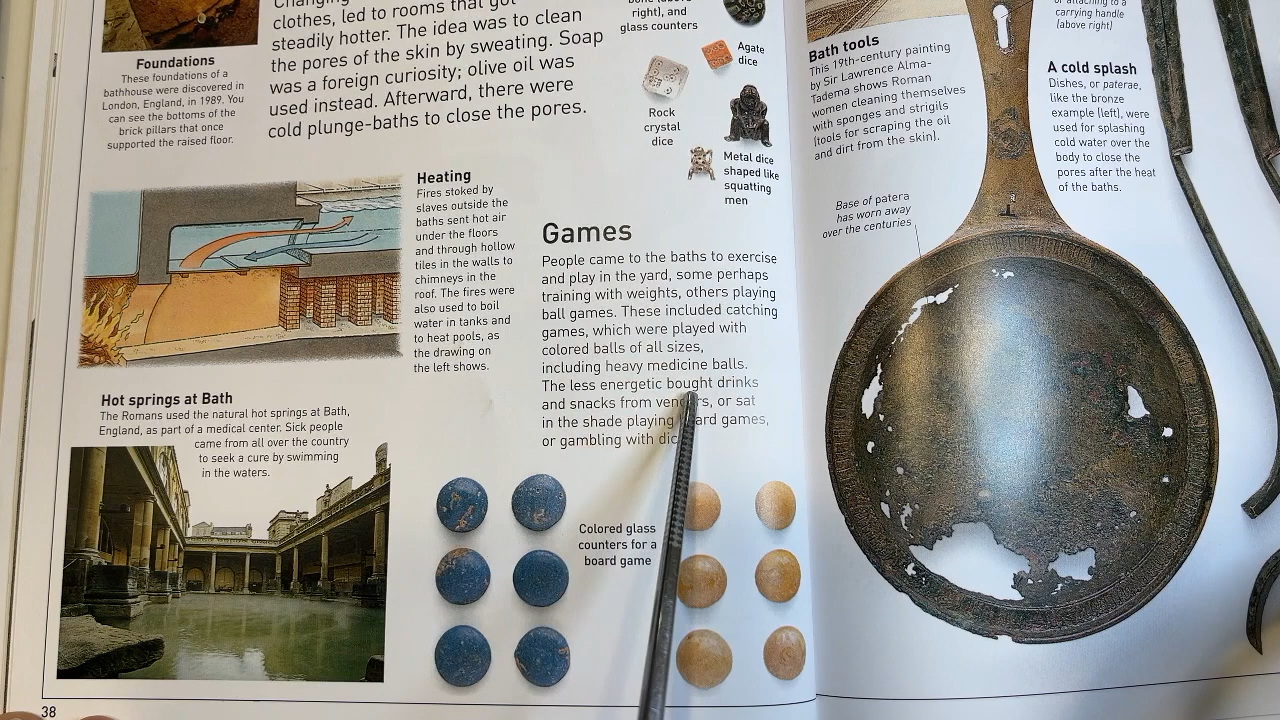 clothes, led to rooms that got
steadily hotter. The idea was to clean
the pores of the skin by sweating. Soap
was a foreign curiosity; olive oil was
used instead. Afterward, there were
cold plunge-baths to close the pores.
Foundations
These foundations of a
bathhouse were discovered in
London, England, in 1989. You
can see the bottoms of the
brick pillars that once
supported the raised floor.
right), and
glass counters
Agate
dice
Rock
crystal
dice
Metal dice
shaped like
squatting
men
Heating
Fires stoked by
slaves outside the
baths sent hot air
under the floors
and through hollow
tiles in the walls to
chimneys in the
roof. The fires were
also used to boil
water in tanks and
to heat pools, as
the drawing on
the left shows.
Games
People came to the baths to exercise
and play in the yard, some perhaps
training with weights, others playing
ball games. These included catching
games, which were played with
colored balls of all sizes,
including heavy medicine balls.
The less energetic bought drinks
and snacks from or sat
in the shade playing games,
or gambling with
Hot springs at Bath
The Romans used the natural hot springs at Bath,
England, as part of a medical center. Sick people
came from all over the country
to seek a cure by swimming
in the waters.
Colored glass
counters for a
board game
38
Bath tools
This 19th-century painting
by Sir Lawrence Alma-
Tadema shows Roman
women cleaning themselves
with sponges and strigils
(tools for scraping the oil
and dirt from the skin).
or attaching to a
carrying handle
(above right)
A cold splash
Dishes, or paterae,
like the bronze
example (left), were
used for splashing
cold water over the
body to close the
pores after the heat
of the baths.
Base of patera
has worn away
over the centuries